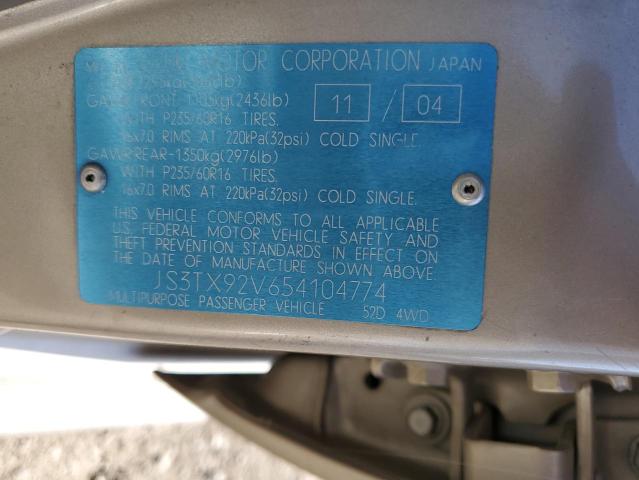 MOTOR CORPORATION JAPAN
GAWR FRONT (2436lb) 11 / 04
WITH P235/60R16 TIRES.
16x7.0 RIMS AT 220kPa(32psi) COLD SINGLE.
GAWR REAR-1350kg(2976lb)
WITH P235/60R16 TIRES.
16x7.0 RIMS AT 220kPa(32psi) COLD SINGLE.
THIS VEHICLE CONFORMS TO ALL APPLICABLE
U.S. FEDERAL MOTOR VEHICLE SAFETY AND
THEFT PREVENTION STANDARDS IN EFFECT ON
THE DATE OF MANUFACTURE SHOWN ABOVE.
JS3TX92V654104774
MULTIPURPOSE PASSENGER VEHICLE 52D 4WD